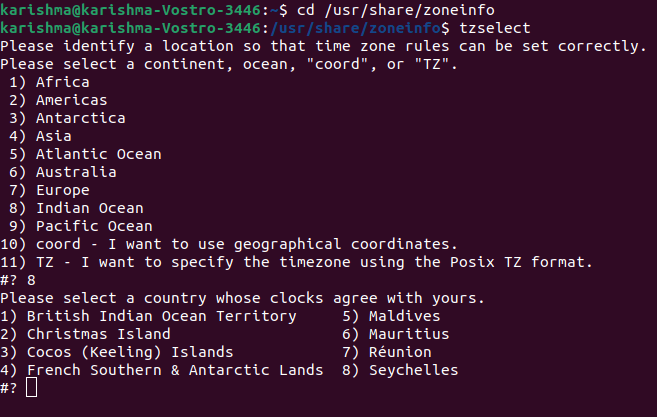 karishma@karishma-Vostro-3446:~$ cd /usr/share/zoneinfo
karishma@karishma-Vostro-3446:/usr/share/zoneinfo$ tzselect
Please identify a location so that time zone rules can be set correctly.
Please select a continent, ocean, "coord", or "TZ".
 1) Africa
 2) Americas
 3) Antarctica
 4) Asia
 5) Atlantic Ocean
 6) Australia
 7) Europe
 8) Indian Ocean
 9) Pacific Ocean
10) coord - I want to use geographical coordinates.
11) TZ - I want to specify the timezone using the Posix TZ format.
#? 8
Please select a country whose clocks agree with yours.
1) British Indian Ocean Territory     5) Maldives
2) Christmas Island                   6) Mauritius
3) Cocos (Keeling) Islands            7) Réunion
4) French Southern & Antarctic Lands  8) Seychelles
#?